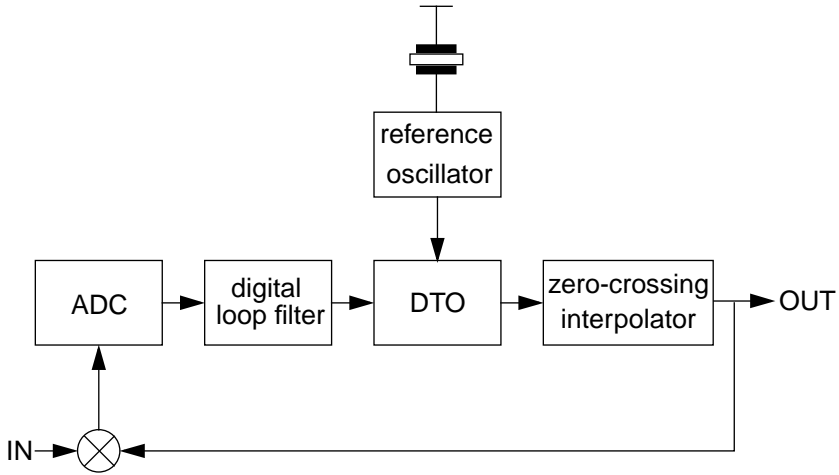 reference
oscillator
ADC
digital
loop filter
DTO
zero-crossing
interpolator
OUT
IN